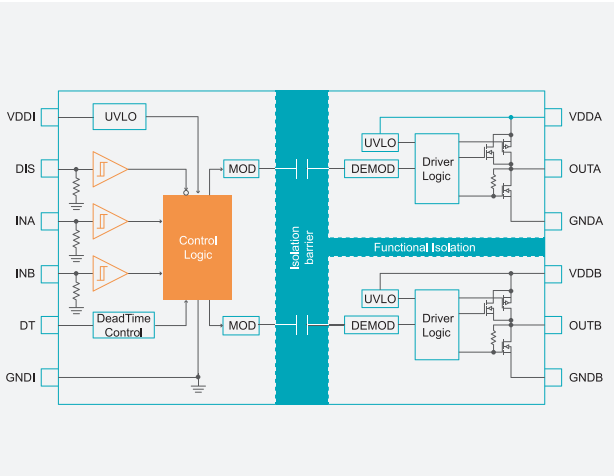 VDDI
UVLO
DIS
INA
INB
DT
DeadTime
Control
GNDI
Control
Logic
MOD
MOD
Isolation
barrier
UVLO
DEMOD
Driver
Logic
VDDA
OUTA
GNDA
Functional Isolation
UVLO
DEMOD
Driver
Logic
VDDB
OUTB
GNDB